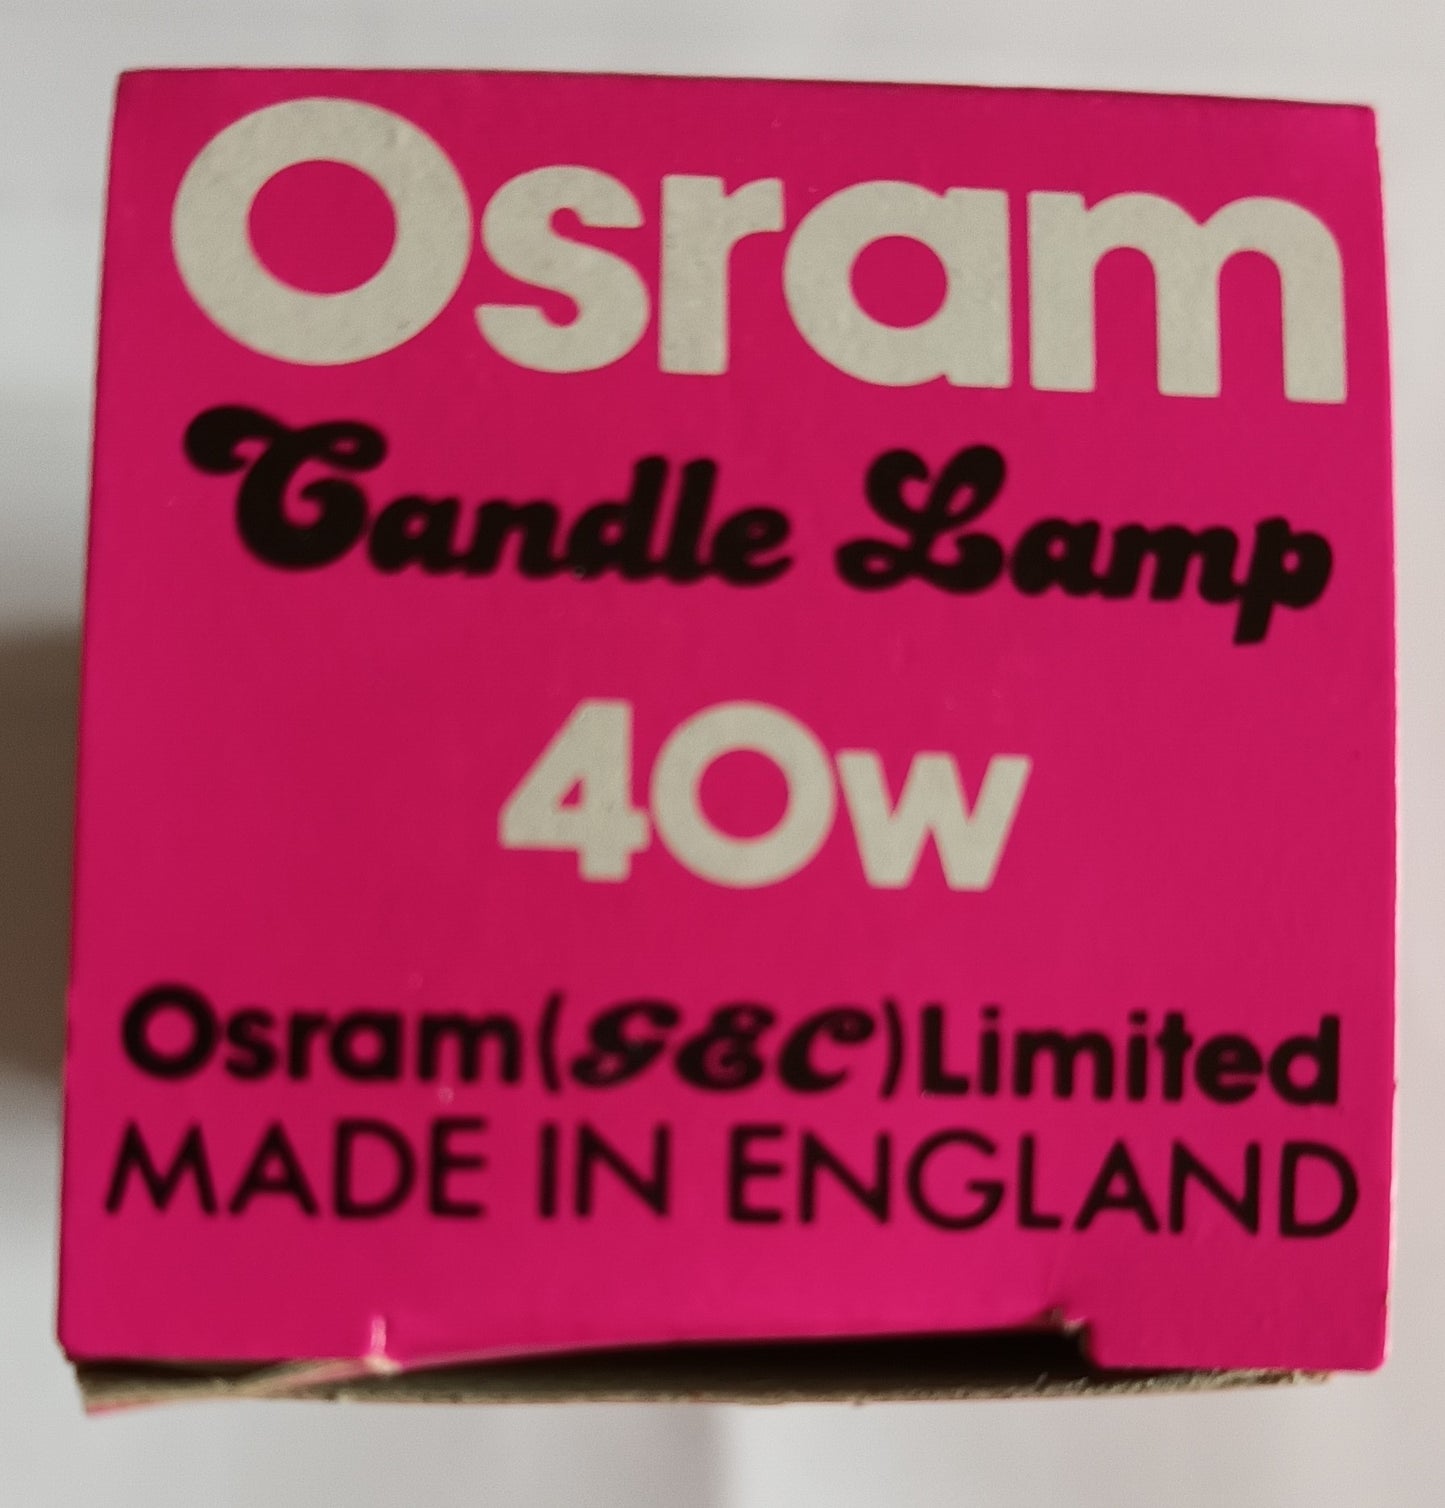 Osram
Candle Lamp
40w
Osram(GEC)Limited
MADE IN ENGLAND